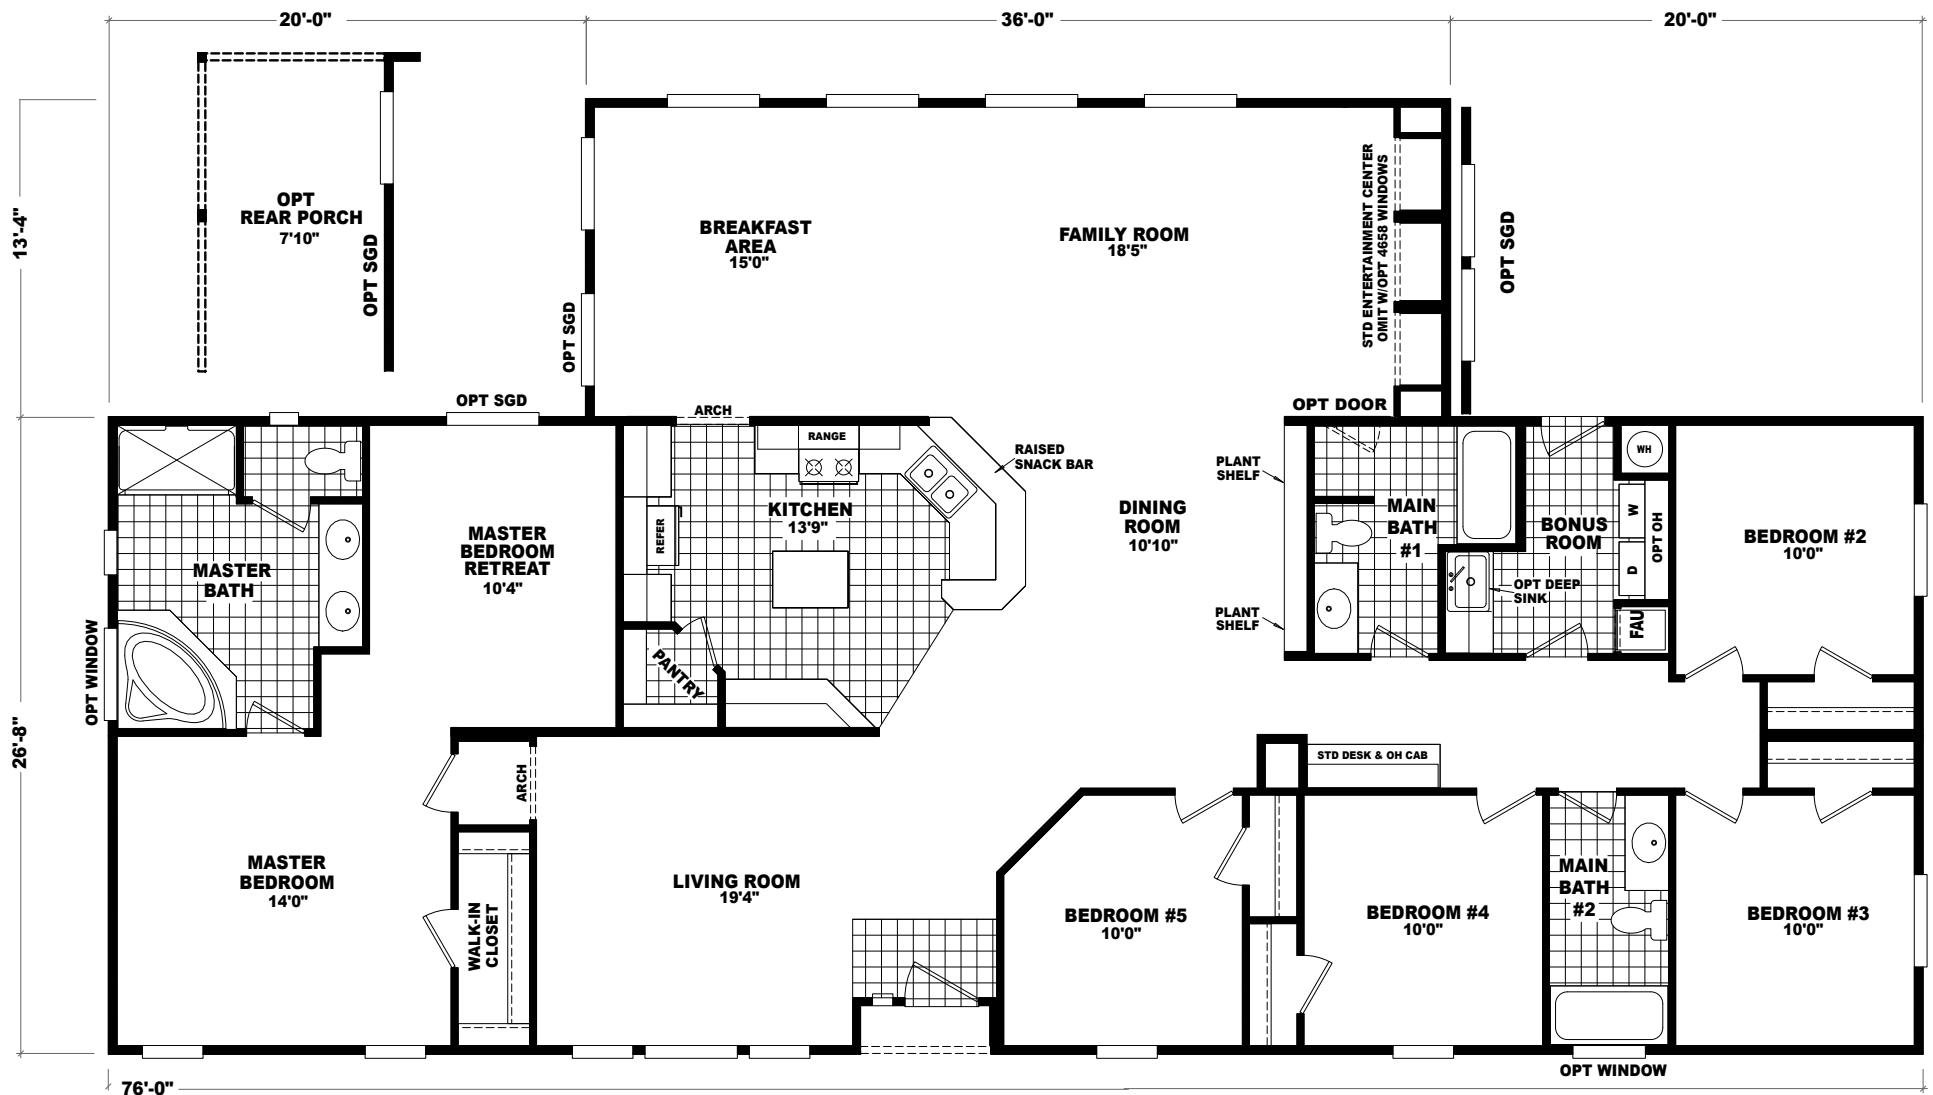 20'-0"
36'-0"
20'-0"
13'-4"
OPT
REAR PORCH
7'10"
OPT SGD
BREAKFAST
AREA
15'0"
FAMILY ROOM
18'5"
STD ENTERTAINMENT CENTER
OMIT W/OPT 4658 WINDOWS
OPT SGD
OPT SGD
OPT SGD
ARCH
OPT DOOR
RANGE
RAISED
SNACK BAR
PLANT
SHELF
WH
MASTER
BATH
MASTER
BEDROOM
RETREAT
10'4"
REFER
KITCHEN
13'9"
DINING
ROOM
10'10"
MAIN
BATH
#1
BONUS
ROOM
W
D
OPT OH
BEDROOM #2
10'0"
OPT DEEP
SINK
PLANT
SHELF
FAU
OPT WINDOW
PANTRY
26'-8"
ARCH
STD DESK & OH CAB
MASTER
BEDROOM
14'0"
WALK-IN
CLOSET
LIVING ROOM
19'4"
BEDROOM #5
10'0"
BEDROOM #4
10'0"
MAIN
BATH
#2
BEDROOM #3
10'0"
OPT WINDOW
76'-0"